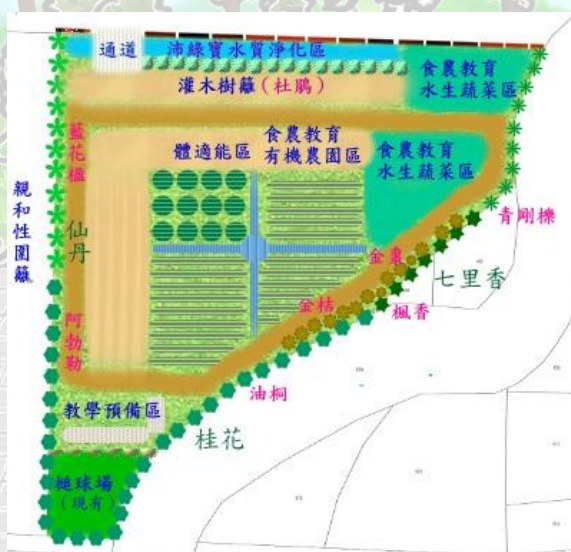 通道
沛綠寶水質淨化區
灌木樹籬(杜鵑)
食農教育
水生蔬菜區
藍花楹
體適能區
食農教育
有機農園區
食農教育
水生蔬菜區
親和性圍籬
仙丹
青剛櫟
金棗
七里香
金桔
楓香
阿勃勒
油桐
教學預備區
桂花
槌球場
(現有)